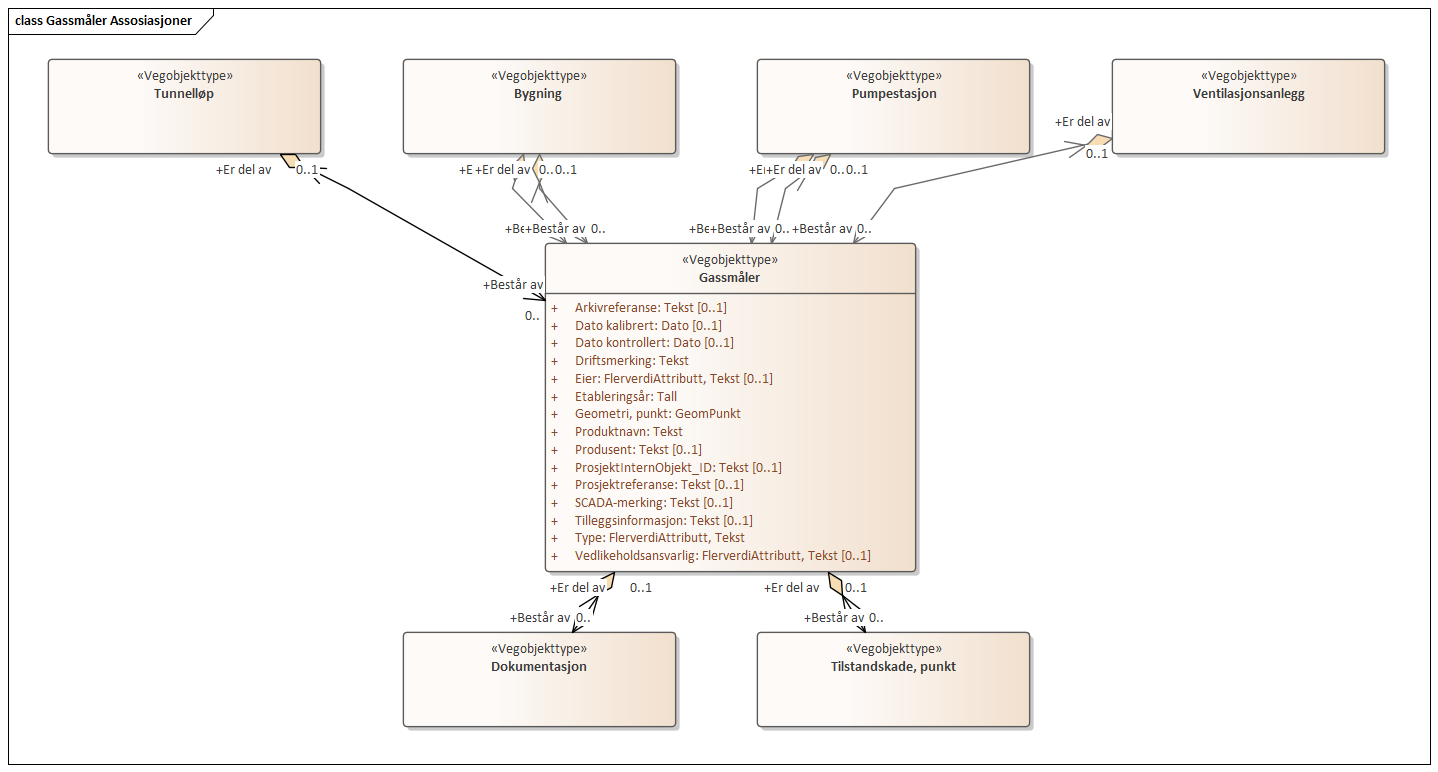 class Gassmåler Assosiasjoner
«Vegobjekttype»
Tunnelløp
«Vegobjekttype»
Bygning
«Vegobjekttype»
Pumpestasjon
«Vegobjekttype»
Ventilasjonsanlegg
+Er del av
0..1
+Er del av 0..1
+E +Er del av 0.. 0..1
+Er del av 0.. 0..1
+Be +Består av 0..
+Be +Består av 0..
+Består av 0..
+Består av
0..
«Vegobjekttype»
Gassmåler
+ Arkivreferanse: Tekst [0..1]
+ Dato kalibrert: Dato [0..1]
+ Dato kontrollert: Dato [0..1]
+ Driftsmerking: Tekst
+ Eier: FlerverdiAttributt, Tekst [0..1]
+ Etableringsår: Tall
+ Geometri, punkt: GeomPunkt
+ Produktnavn: Tekst
+ Produsent: Tekst [0..1]
+ ProsjektInternObjekt_ID: Tekst [0..1]
+ Prosjektreferanse: Tekst [0..1]
+ SCADA-merking: Tekst [0..1]
+ Tilleggsinformasjon: Tekst [0..1]
+ Type: FlerverdiAttributt, Tekst
+ Vedlikeholdsansvarlig: FlerverdiAttributt, Tekst [0..1]
+Er del av 0..1
+Er del av 0..1
+Består av 0..
+Består av 0..
«Vegobjekttype»
Dokumentasjon
«Vegobjekttype»
Tilstandskade, punkt